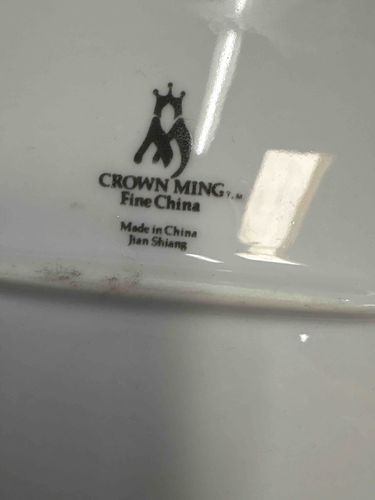 CROWN MING T.M.
Fine China
Made in China
Jian Shiang